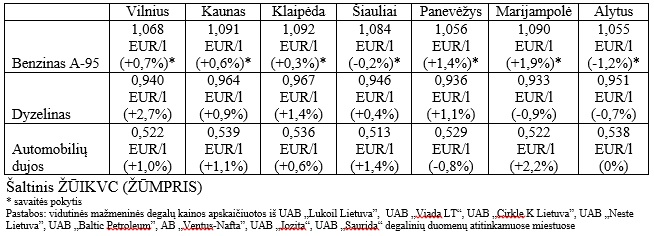 Vilnius Kaunas Klaipėda Šiauliai Panevėžys Marijampolė Alytus
1,068 1,091 1,092 1,084 1,056 1,090 1,055
EUR/l EUR/l EUR/l EUR/l EUR/l EUR/l EUR/l
Benzinas A-95 (+0,7%)* (+0,6%)* (+0,3%)* (-0,2%)* (+1,4%)* (+1,9%)* (-1,2%)*
0,940 0,964 0,967 0,946 0,936 0,933 0,951
EUR/l EUR/l EUR/l EUR/l EUR/l EUR/l EUR/l
Dyzelinas (+2,7%) (+0,9%) (+1,4%) (+0,4%) (+1,1%) (-0,9%) (-0,7%)
0,522 0,539 0,536 0,513 0,529 0,522 0,538
Automobilių EUR/l EUR/l EUR/l EUR/l EUR/l EUR/l EUR/l
dujos (+1,0%) (+1,1%) (+0,6%) (+1,4%) (-0,8%) (+2,2%) (0%)
Šaltinis ŽŪIKVC (ŽŪMPRIS)
* savaitės pokytis
Pastabos: vidutinės mažmeninės degalų kainos apskaičiuotos iš UAB „Lukoil Lietuva”, UAB „Viada LT“, UAB „Cirkle K Lietuva”, UAB „Neste
Lietuva”, UAB „Baltic Petroleum”, AB „Ventus-Nafta”, UAB „Jozita“, UAB „Saurida“ degalinių duomenų atitinkamuose miestuose